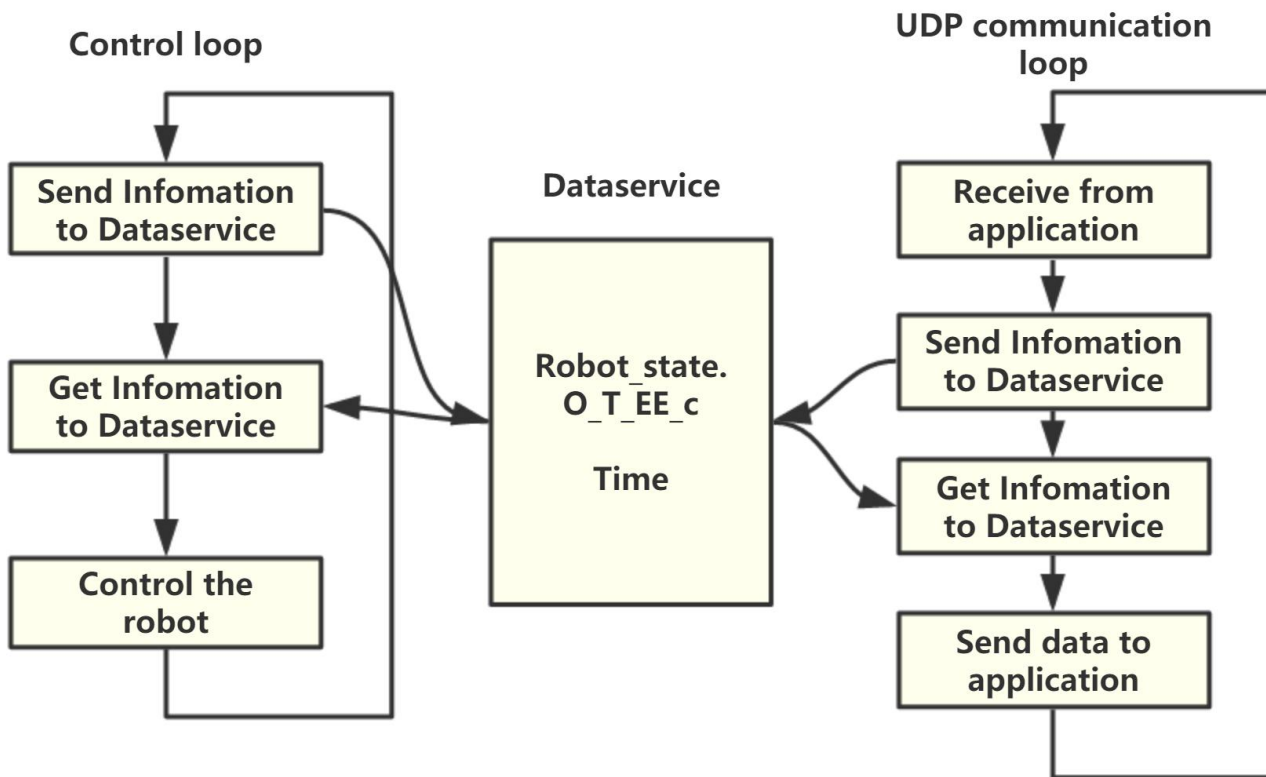 Control loop
Send Infomation
to Dataservice
Get Infomation
to Dataservice
Control the
robot
Dataservice
Robot_state.
O_T_EE_c
Time
UDP communication
loop
Receive from
application
Send Infomation
to Dataservice
Get Infomation
to Dataservice
Send data to
application